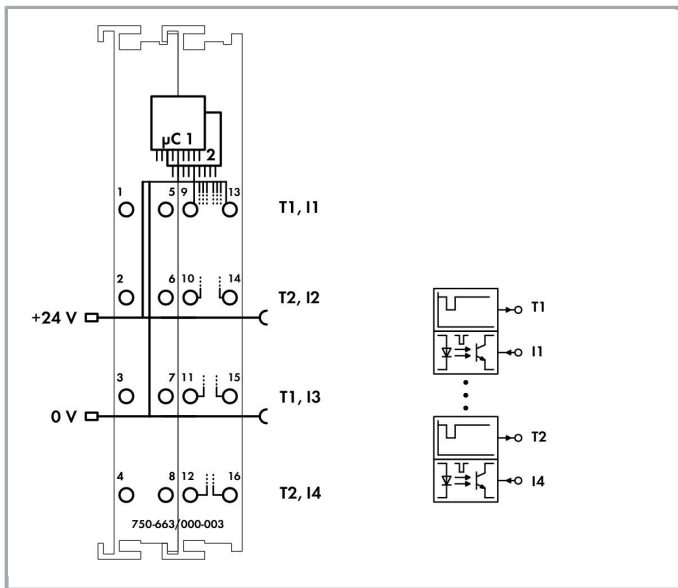 µC 1
2
1 5 9 13 T1, I1
2 6 10 14 T2, I2
+24 V
T1
I1
3 7 11 15 T1, I3
0 V
T2
4 8 12 16 T2, I4
I4
750-663/000-003